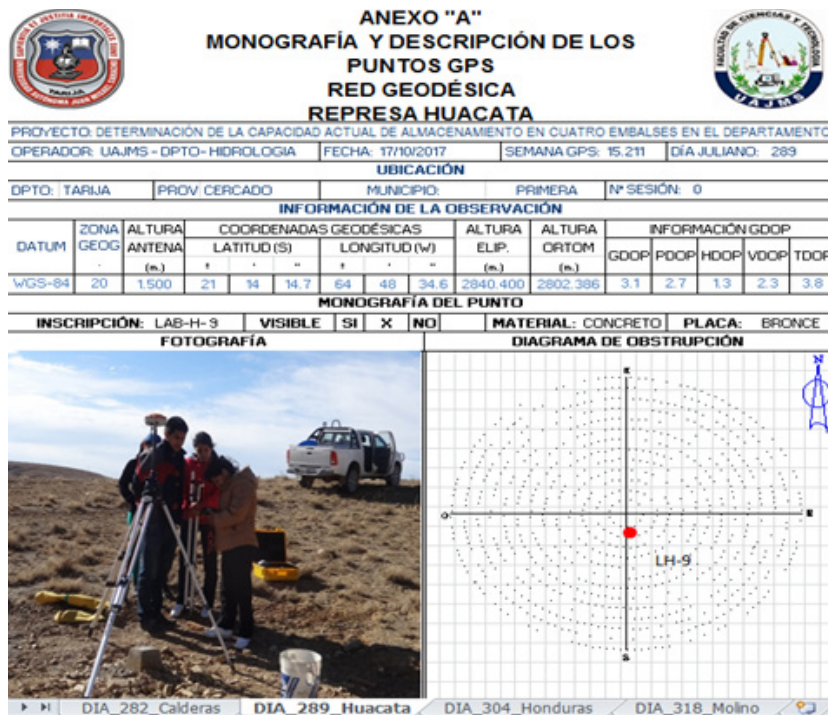 ANEXO "A"
MONOGRAFÍA Y DESCRIPCIÓN DE LOS
PUNTOS GPS
RED GEODÉSICA
REPRESA HUACATA
TARIJA
FACULTAD DE CIENCIAS Y TECNOLOGIA
U.A.J.M.S.
PROYECTO: DETERMINACIÓN DE LA CAPACIDAD ACTUAL DE ALMACENAMIENTO EN CUATRO EMBALSES EN EL DEPARTAMENTO
OPERADOR: UAJMS - DPTO- HIDROLOGIA FECHA: 17/10/2017 SEMANA GPS: 15.211 DÍA JULIANO: 289
UBICACIÓN
DPTO: TARIJA PROV CERCADO MUNICIPIO: PRIMERA Nº SESIÓN: 0
INFORMACIÓN DE LA OBSERVACIÓN
DATUM ZONA GEOG. ALTURA ANTENA (m.) COORDENADAS GEODÉSICAS LATITUD (S) LONGITUD (W) ALTURA ELIP. (m.) ALTURA ORTOM (m.) INFORMACIÓN GDOP GDOP PDOP HDOP VDOP TDOP
WGS-84 20 1.500 21 14 14.7 64 48 34.6 2840.400 2802.386 3.1 2.7 1.3 2.3 3.8
MONOGRAFÍA DEL PUNTO
INSCRIPCIÓN: LAB-H- 9 VISIBLE SI X NO MATERIAL: CONCRETO PLACA: BRONCE
FOTOGRAFÍA DIAGRAMA DE OBSTRUPCIÓN
N
E
S
LH-9
DIA_282_Calderas DIA_289_Huacata DIA_304_Honduras DIA_318_Molino